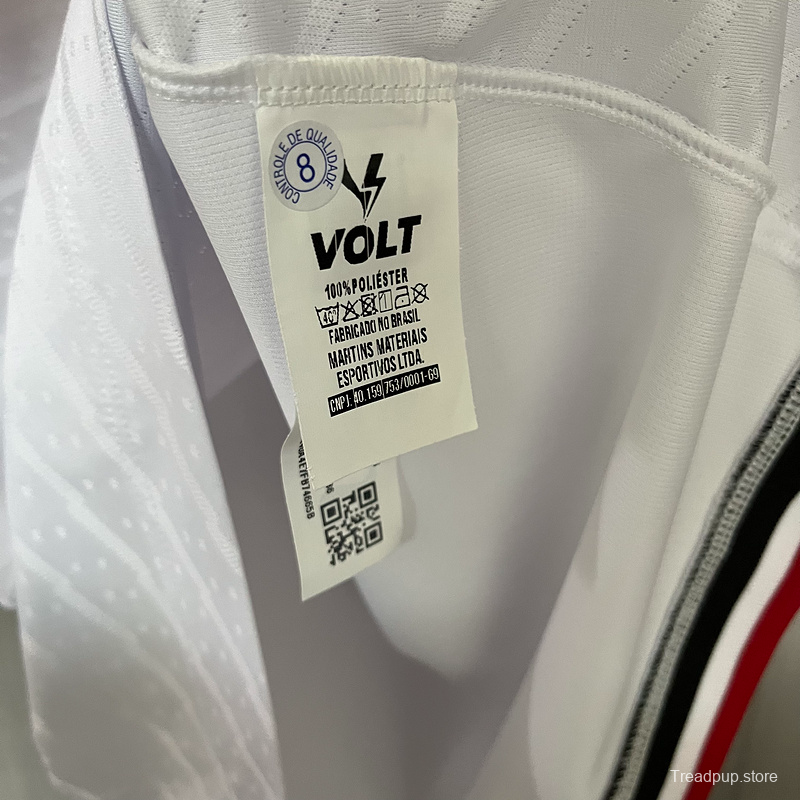 CONTROLE DE QUALIDADE
8
VOLT
100%POLIÉSTER
40°
FABRICADO NO BRASIL
MARTINS MATERIAIS
ESPORTIVOS LTDA.
CNPJ: 40.159.753/0001-69
Treadpup.store